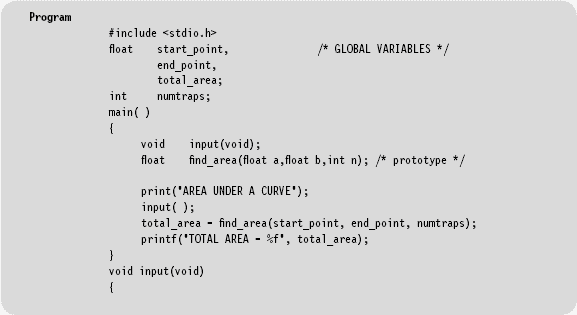 Program
#include <stdio.h>
float start_point, /* GLOBAL VARIABLES */
end_point,
total_area;
int numtraps;
main( )
{
void input(void);
float find_area(float a,float b,int n); /* prototype */
print("AREA UNDER A CURVE");
input( );
total_area = find_area(start_point, end_point, numtraps);
printf("TOTAL AREA = %f", total_area);
}
void input(void)
{